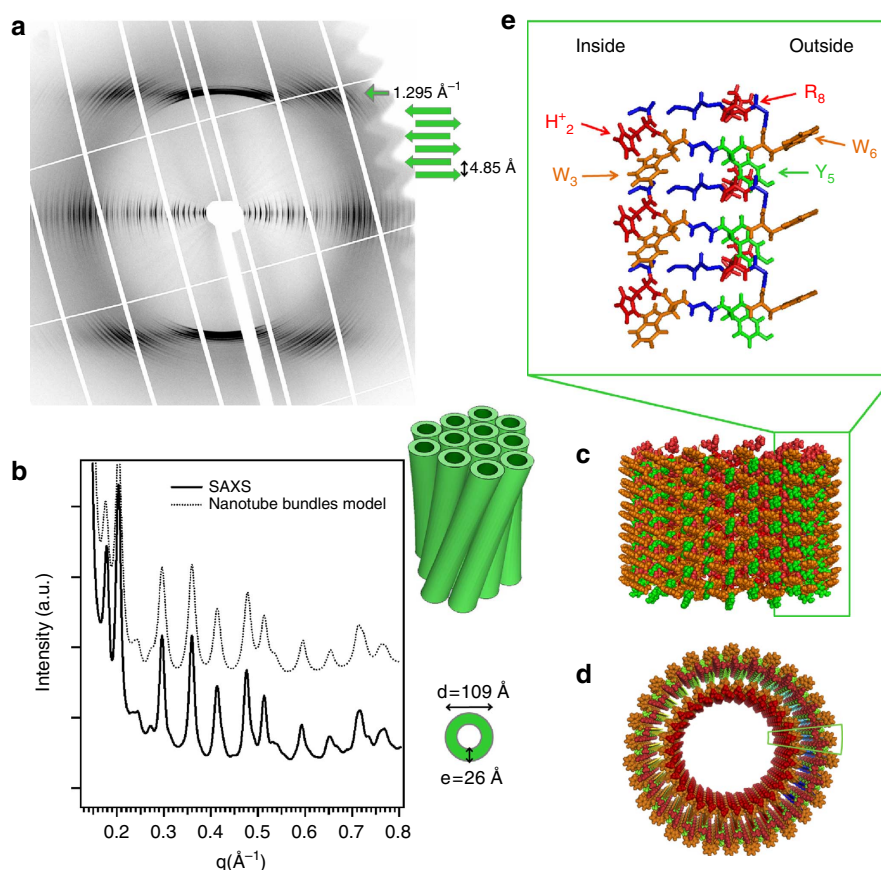 a
1.295 Å⁻¹
4.85 Å
e
Inside
Outside
R₈
H⁺₂
W₆
W₃
Y₅
b
SAXS
Nanotube bundles model
Intensity (a.u.)
0.2 0.3 0.4 0.5 0.6 0.7 0.8
q(Å⁻¹)
d=109 Å
e=26 Å
c
d